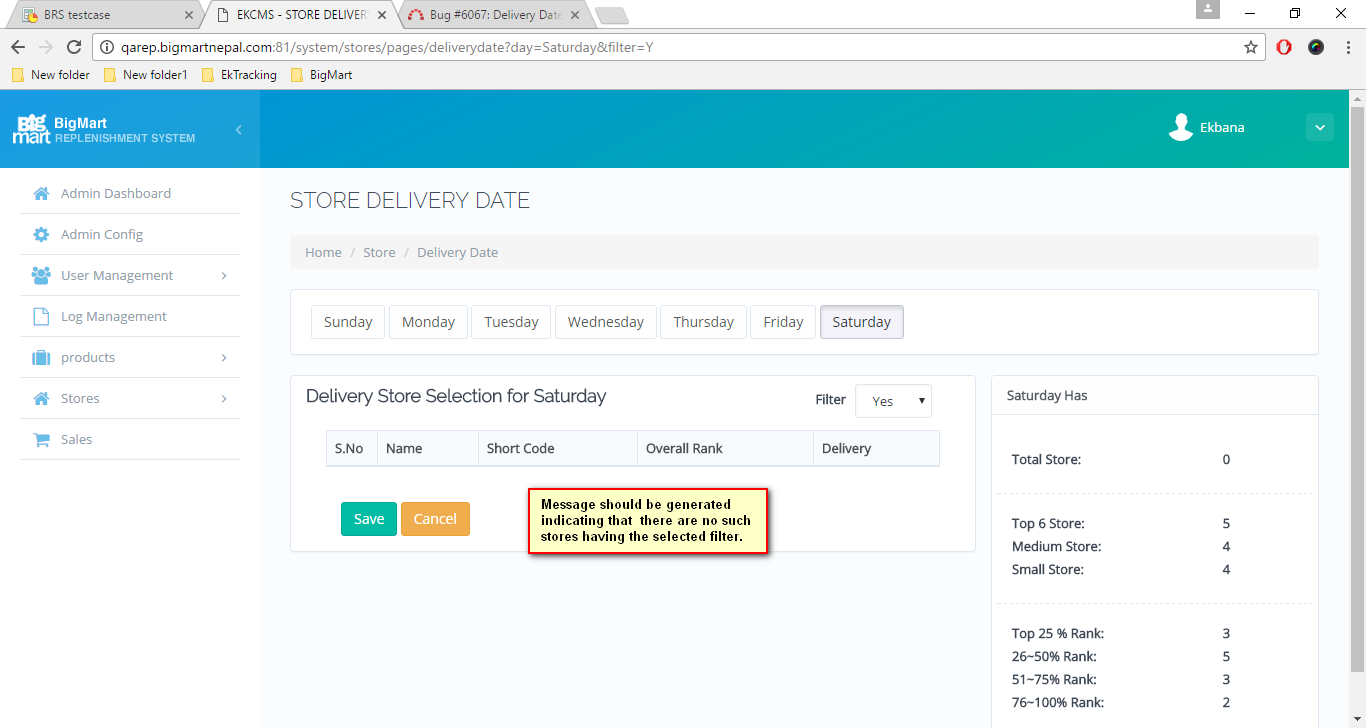 BRS testcase
EKCMS - STORE DELIVER
Bug #6067: Delivery Date
qarep.bigmartnepal.com:81/system/stores/pages/deliverydate?day=Saturday&filter=Y
New folder
New folder1
EkTracking
BigMart
BIG mart
BigMart
REPLENISHMENT SYSTEM
Ekbana
Admin Dashboard
Admin Config
User Management
Log Management
products
Stores
Sales
STORE DELIVERY DATE
Home / Store / Delivery Date
Sunday Monday Tuesday Wednesday Thursday Friday Saturday
Delivery Store Selection for Saturday
Filter Yes
S.No Name Short Code Overall Rank Delivery
Save Cancel
Message should be generated
indicating that there are no such
stores having the selected filter.
Saturday Has
Total Store: 0
Top 6 Store: 5
Medium Store: 4
Small Store: 4
Top 25 % Rank: 3
26~50% Rank: 5
51~75% Rank: 3
76~100% Rank: 2